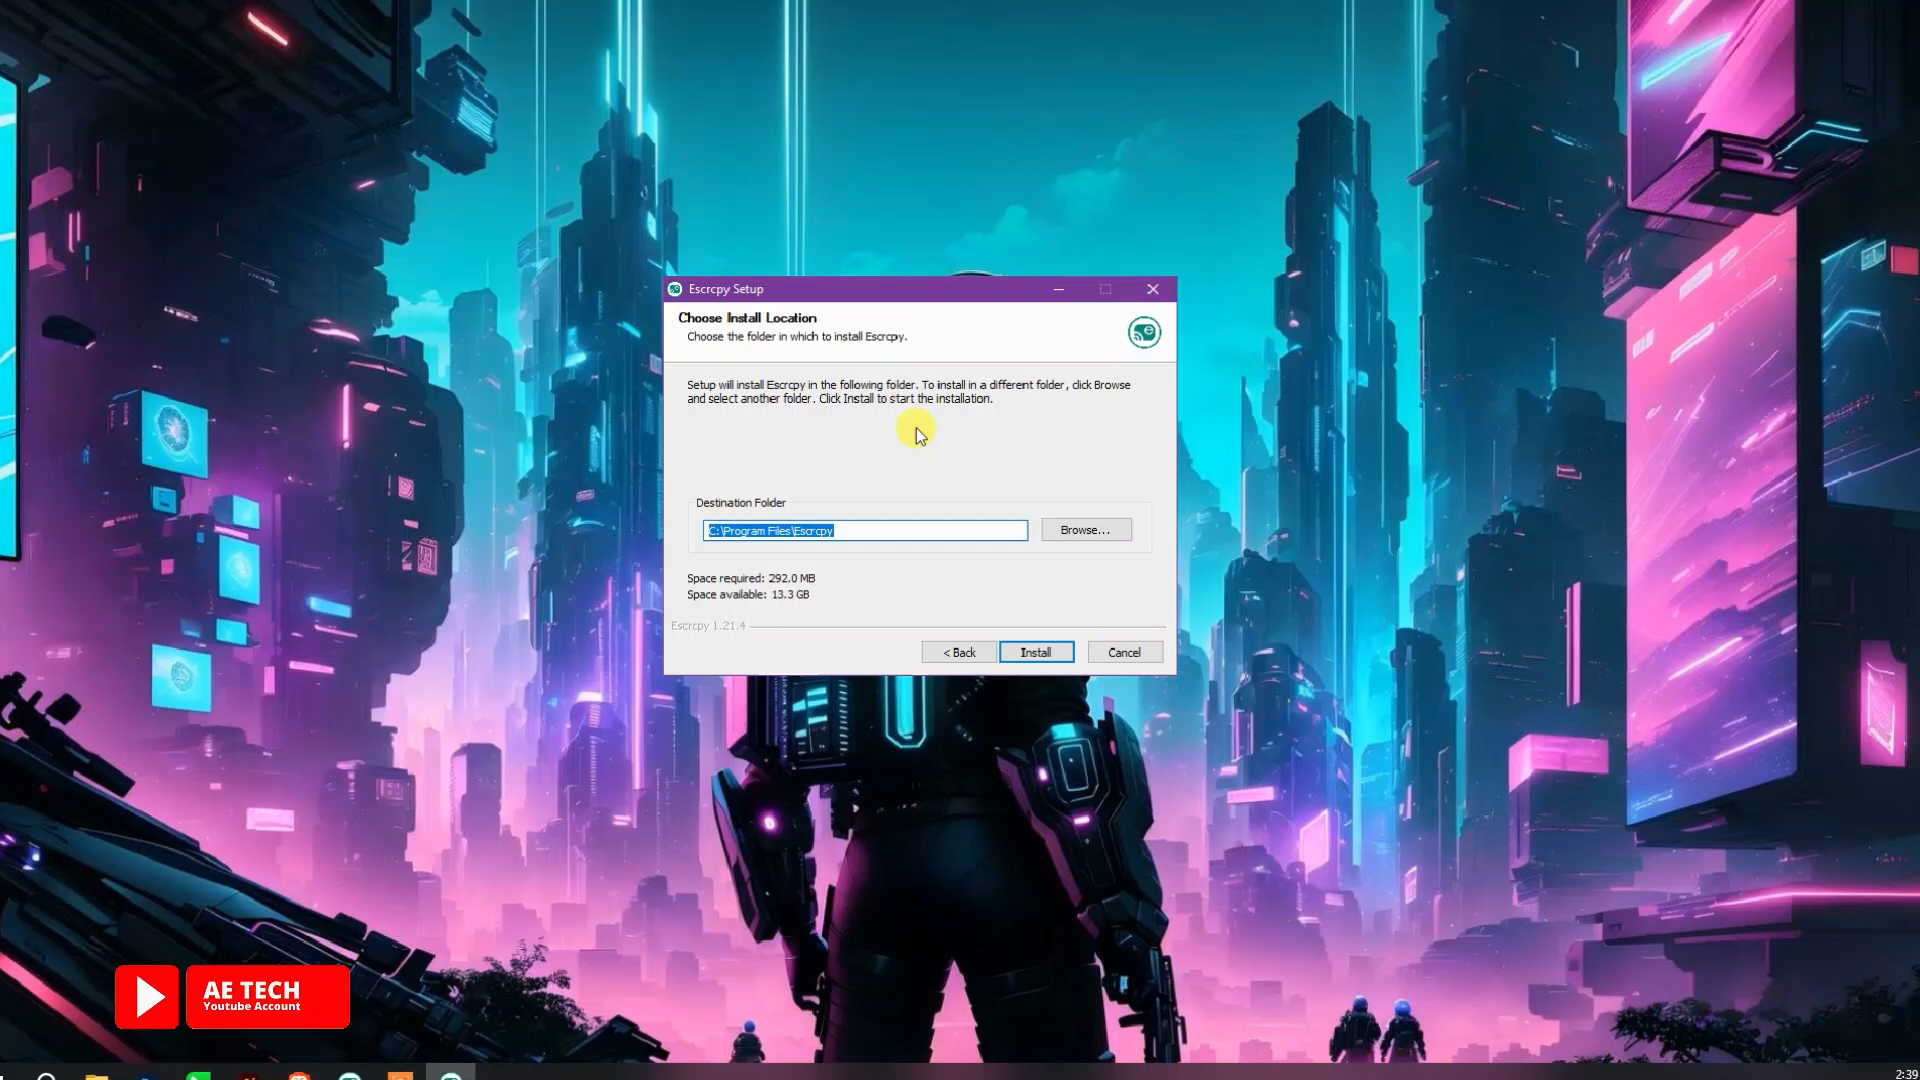 Escrcpy Setup
Choose Install Location
Choose the folder in which to install Escrcpy.
Setup will install Escrcpy in the following folder. To install in a different folder, click Browse
and select another folder. Click Install to start the installation.
Destination Folder
C:\Program Files\Escrcpy
Browse...
Space required: 292.0 MB
Space available: 13.3 GB
Escrcpy 1.21.4
< Back
Install
Cancel
AE TECH
Youtube Account
2:39